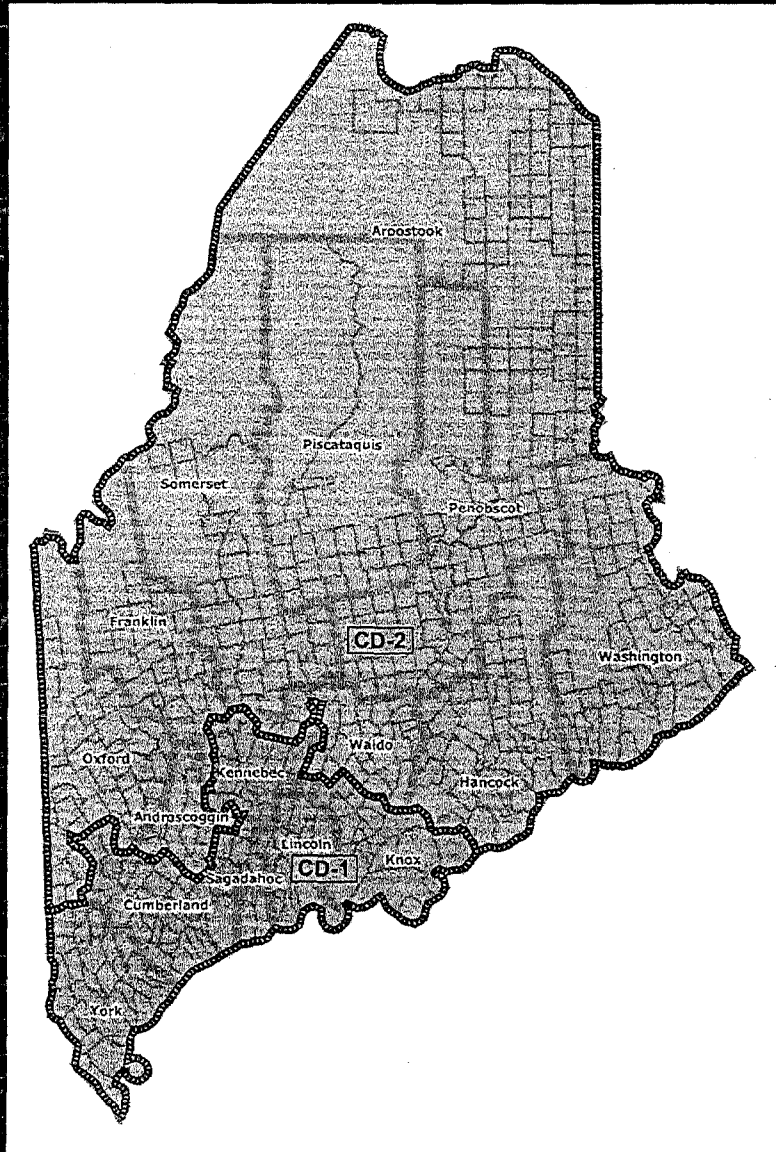 Aroostook
Piscataquis
Somerset
Penobscot
Franklin
CD-2
Washington
Waldo
Oxford
Kennebec
Hancock
Androscoggin
Lincoln
Knox
CD-1
Sagadahoc
Cumberland
York